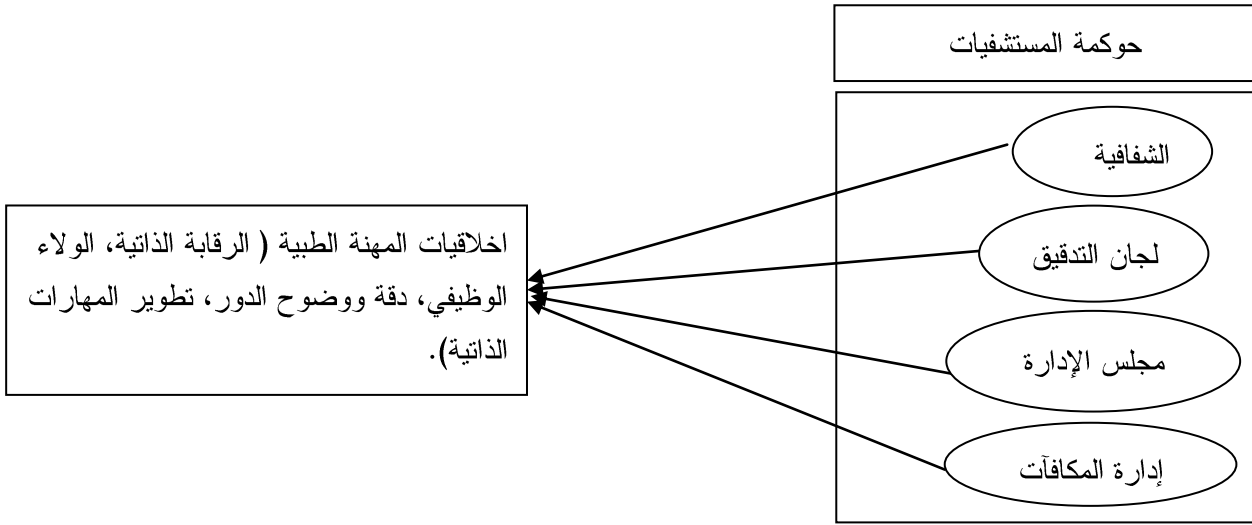 حوكمة المستشفيات
الشفافية
لجان التدقيق
مجلس الإدارة
إدارة المكافآت
اخلاقيات المهنة الطبية ( الرقابة الذاتية، الولاء
الوظيفي، دقة ووضوح الدور، تطوير المهارات
الذاتية).